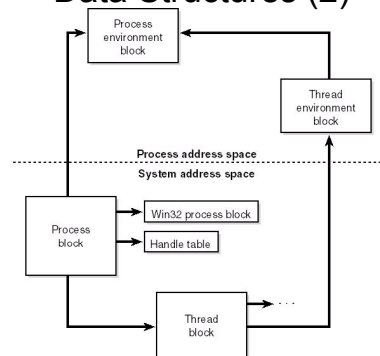 Data Structures (2)
Process
environment
block
Thread
environment
block
Process address space
System address space
Process
block
Win32 process block
Handle table
Thread
block
. . .